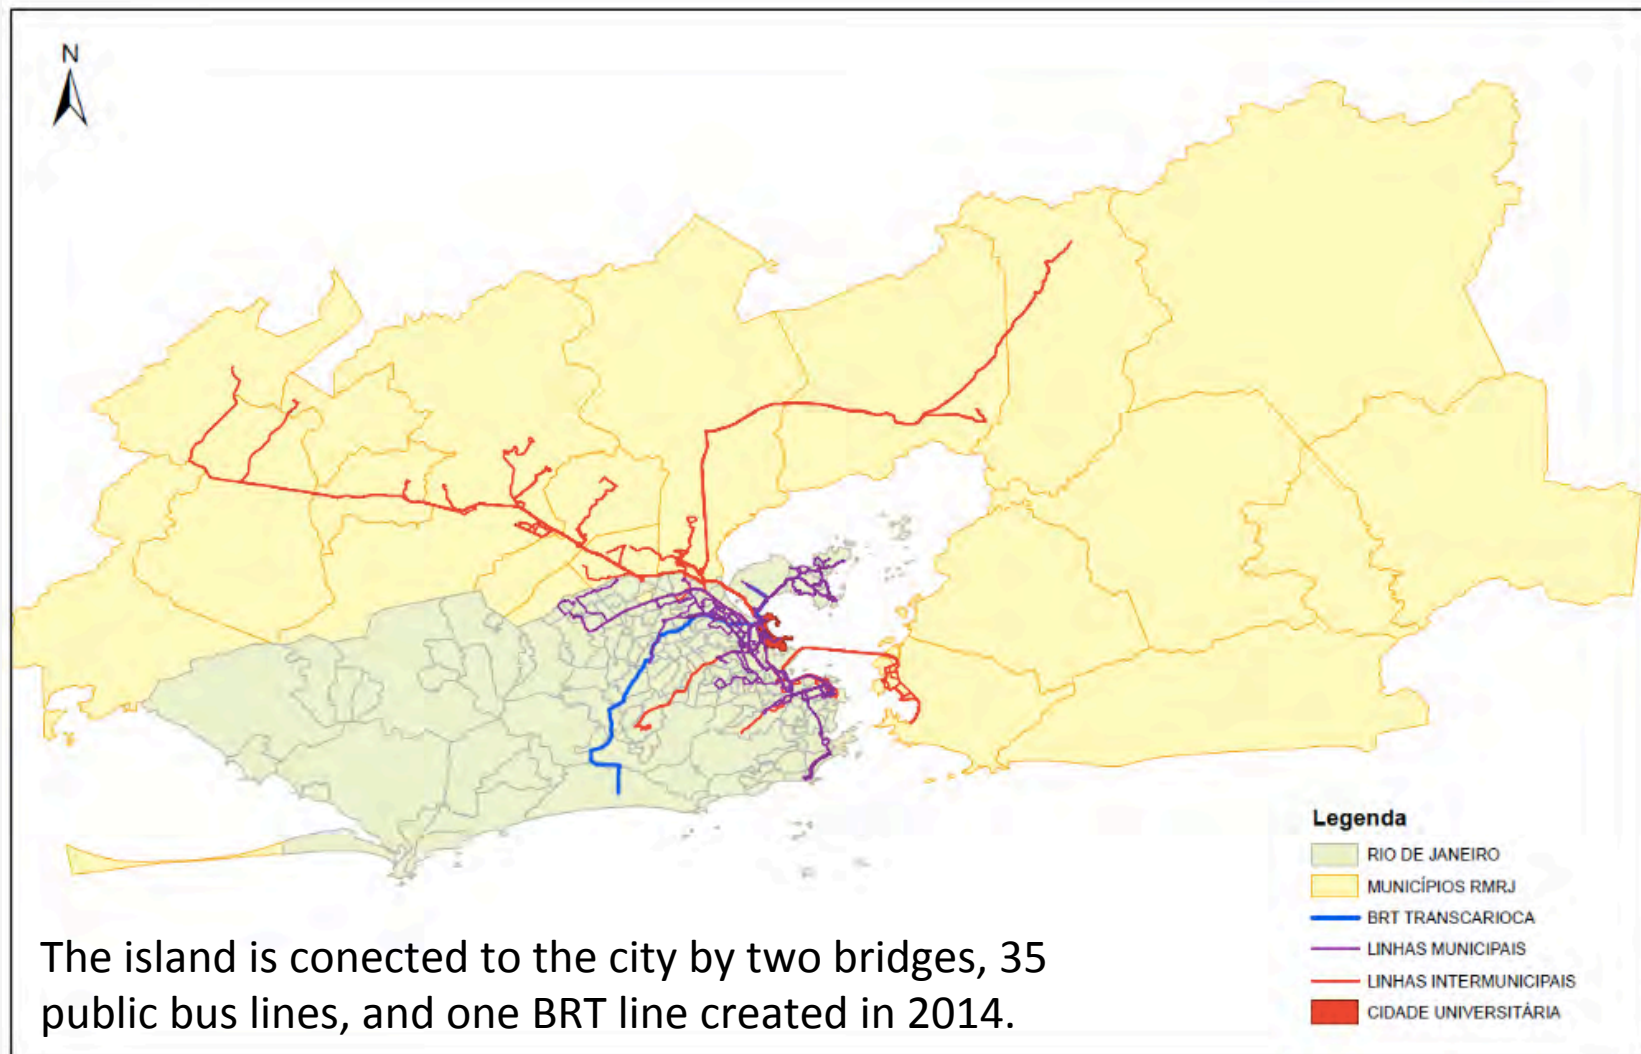 N
Legenda
RIO DE JANEIRO
MUNICÍPIOS RMRJ
BRT TRANSCARIOCA
LINHAS MUNICIPAIS
LINHAS INTERMUNICIPAIS
CIDADE UNIVERSITÁRIA
The island is conected to the city by two bridges, 35
public bus lines, and one BRT line created in 2014.